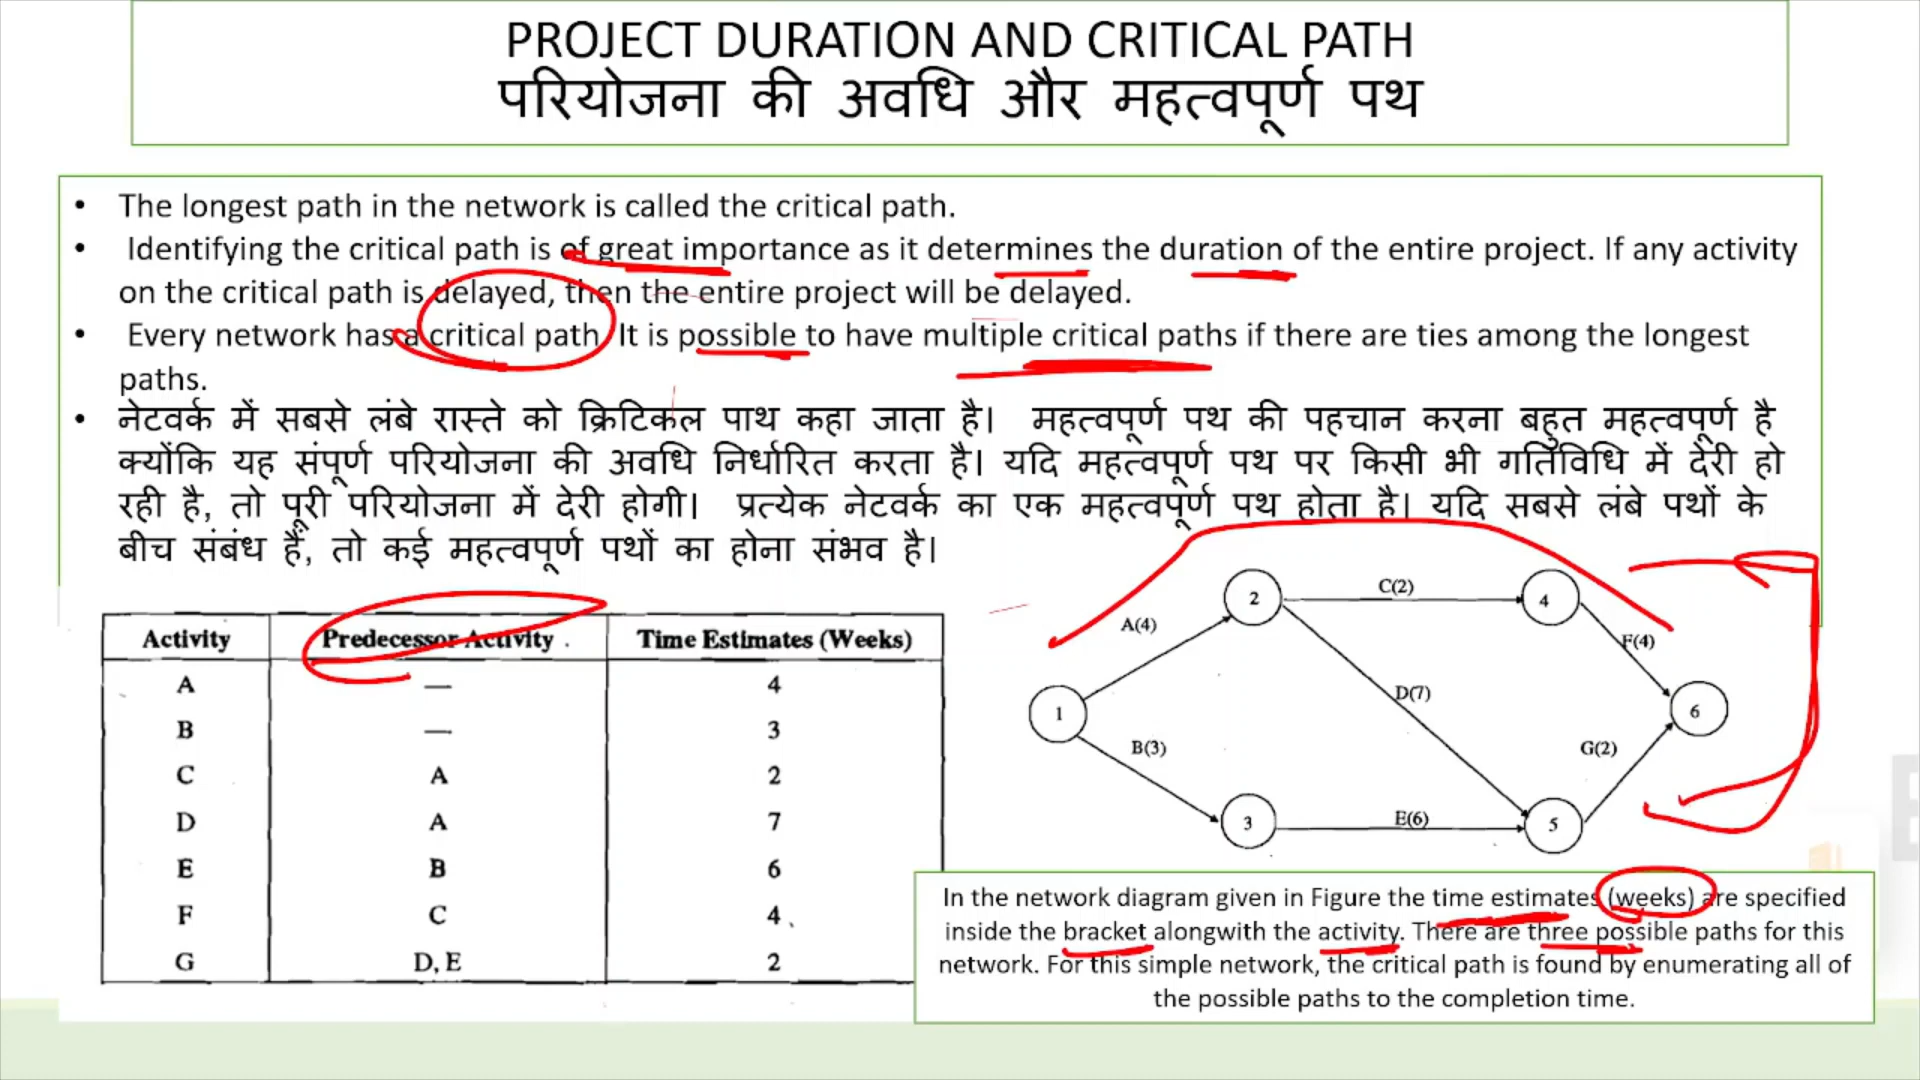 PROJECT DURATION AND CRITICAL PATH
परियोजना की अवधि और महत्वपूर्ण पथ
• The longest path in the network is called the critical path.
• Identifying the critical path is of great importance as it determines the duration of the entire project. If any activity
on the critical path is delayed, then the entire project will be delayed.
• Every network has a critical path. It is possible to have multiple critical paths if there are ties among the longest
paths.
• नेटवर्क में सबसे लंबे रास्ते को क्रिटिकल पाथ कहा जाता है। महत्वपूर्ण पथ की पहचान करना बहुत महत्वपूर्ण है
क्योंकि यह संपूर्ण परियोजना की अवधि निर्धारित करता है। यदि महत्वपूर्ण पथ पर किसी भी गतिविधि में देरी हो
रही है, तो पूरी परियोजना में देरी होगी। प्रत्येक नेटवर्क का एक महत्वपूर्ण पथ होता है। यदि सबसे लंबे पथों के
बीच संबंध हैं, तो कई महत्वपूर्ण पथों का होना संभव है।
Activity Predecessor Activity Time Estimates (Weeks)
A — 4
B — 3
C A 2
D A 7
E B 6
F C 4
G D, E 2
2 C(2) 4
A(4) F(4)
D(7)
1 6
B(3) G(2)
3 E(6) 5
In the network diagram given in Figure the time estimates (weeks) are specified
inside the bracket alongwith the activity. There are three possible paths for this
network. For this simple network, the critical path is found by enumerating all of
the possible paths to the completion time.